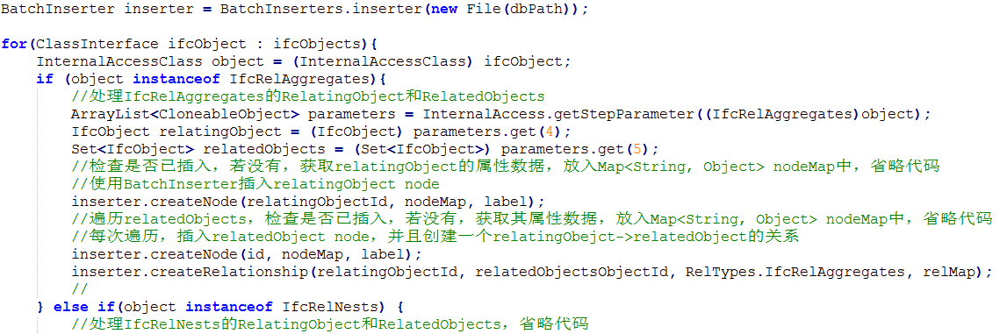 BatchInserter inserter = BatchInserters.inserter(new File(dbPath));
for(ClassInterface ifcObject : ifcObjects){
InternalAccessClass object = (InternalAccessClass) ifcObject;
if (object instanceof IfcRelAggregates){
//处理IfcRelAggregates的RelatingObject和RelatedObjects
ArrayList<CloneableObject> parameters = InternalAccess.getStepParameter((IfcRelAggregates)object);
IfcObject relatingObject = (IfcObject) parameters.get(4);
Set<IfcObject> relatedObjects = (Set<IfcObject>) parameters.get(5);
//检查是否已插入，若没有，获取relatingObject的属性数据，放入Map<String, Object> nodeMap中，省略代码
//使用BatchInserter插入relatingObject node
inserter.createNode(relatingObjectId, nodeMap, label);
//遍历relatedObjects，检查是否已插入，若没有，获取其属性数据，放入Map<String, Object> nodeMap中，省略代码
//每次遍历，插入relatedObject node，并且创建一个relatingObejct->relatedObject的关系
inserter.createNode(id, nodeMap, label);
inserter.createRelationship(relatingObjectId, relatedObjectsObjectId, RelTypes.IfcRelAggregates, relMap);
//
} else if(object instanceof IfcRelNests) {
//处理IfcRelNests的RelatingObject和RelatedObjects，省略代码